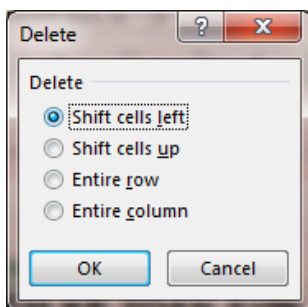 Delete
?
X
Delete
Shift cells left
Shift cells up
Entire row
Entire column
OK Cancel